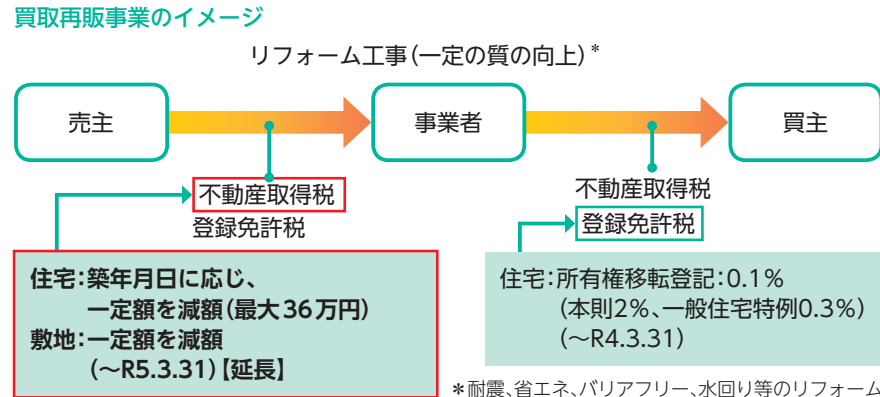 買取再販事業のイメージ
リフォーム工事(一定の質の向上)*
売主
事業者
買主
不動産取得税
登録免許税
不動産取得税
登録免許税
住宅:築年月日に応じ、
一定額を減額(最大36万円)
敷地:一定額を減額
(～R5.3.31)【延長】
住宅:所有権移転登記:0.1%
(本則2%、一般住宅特例0.3%)
(～R4.3.31)
*耐震、省エネ、バリアフリー、水回り等のリフォーム